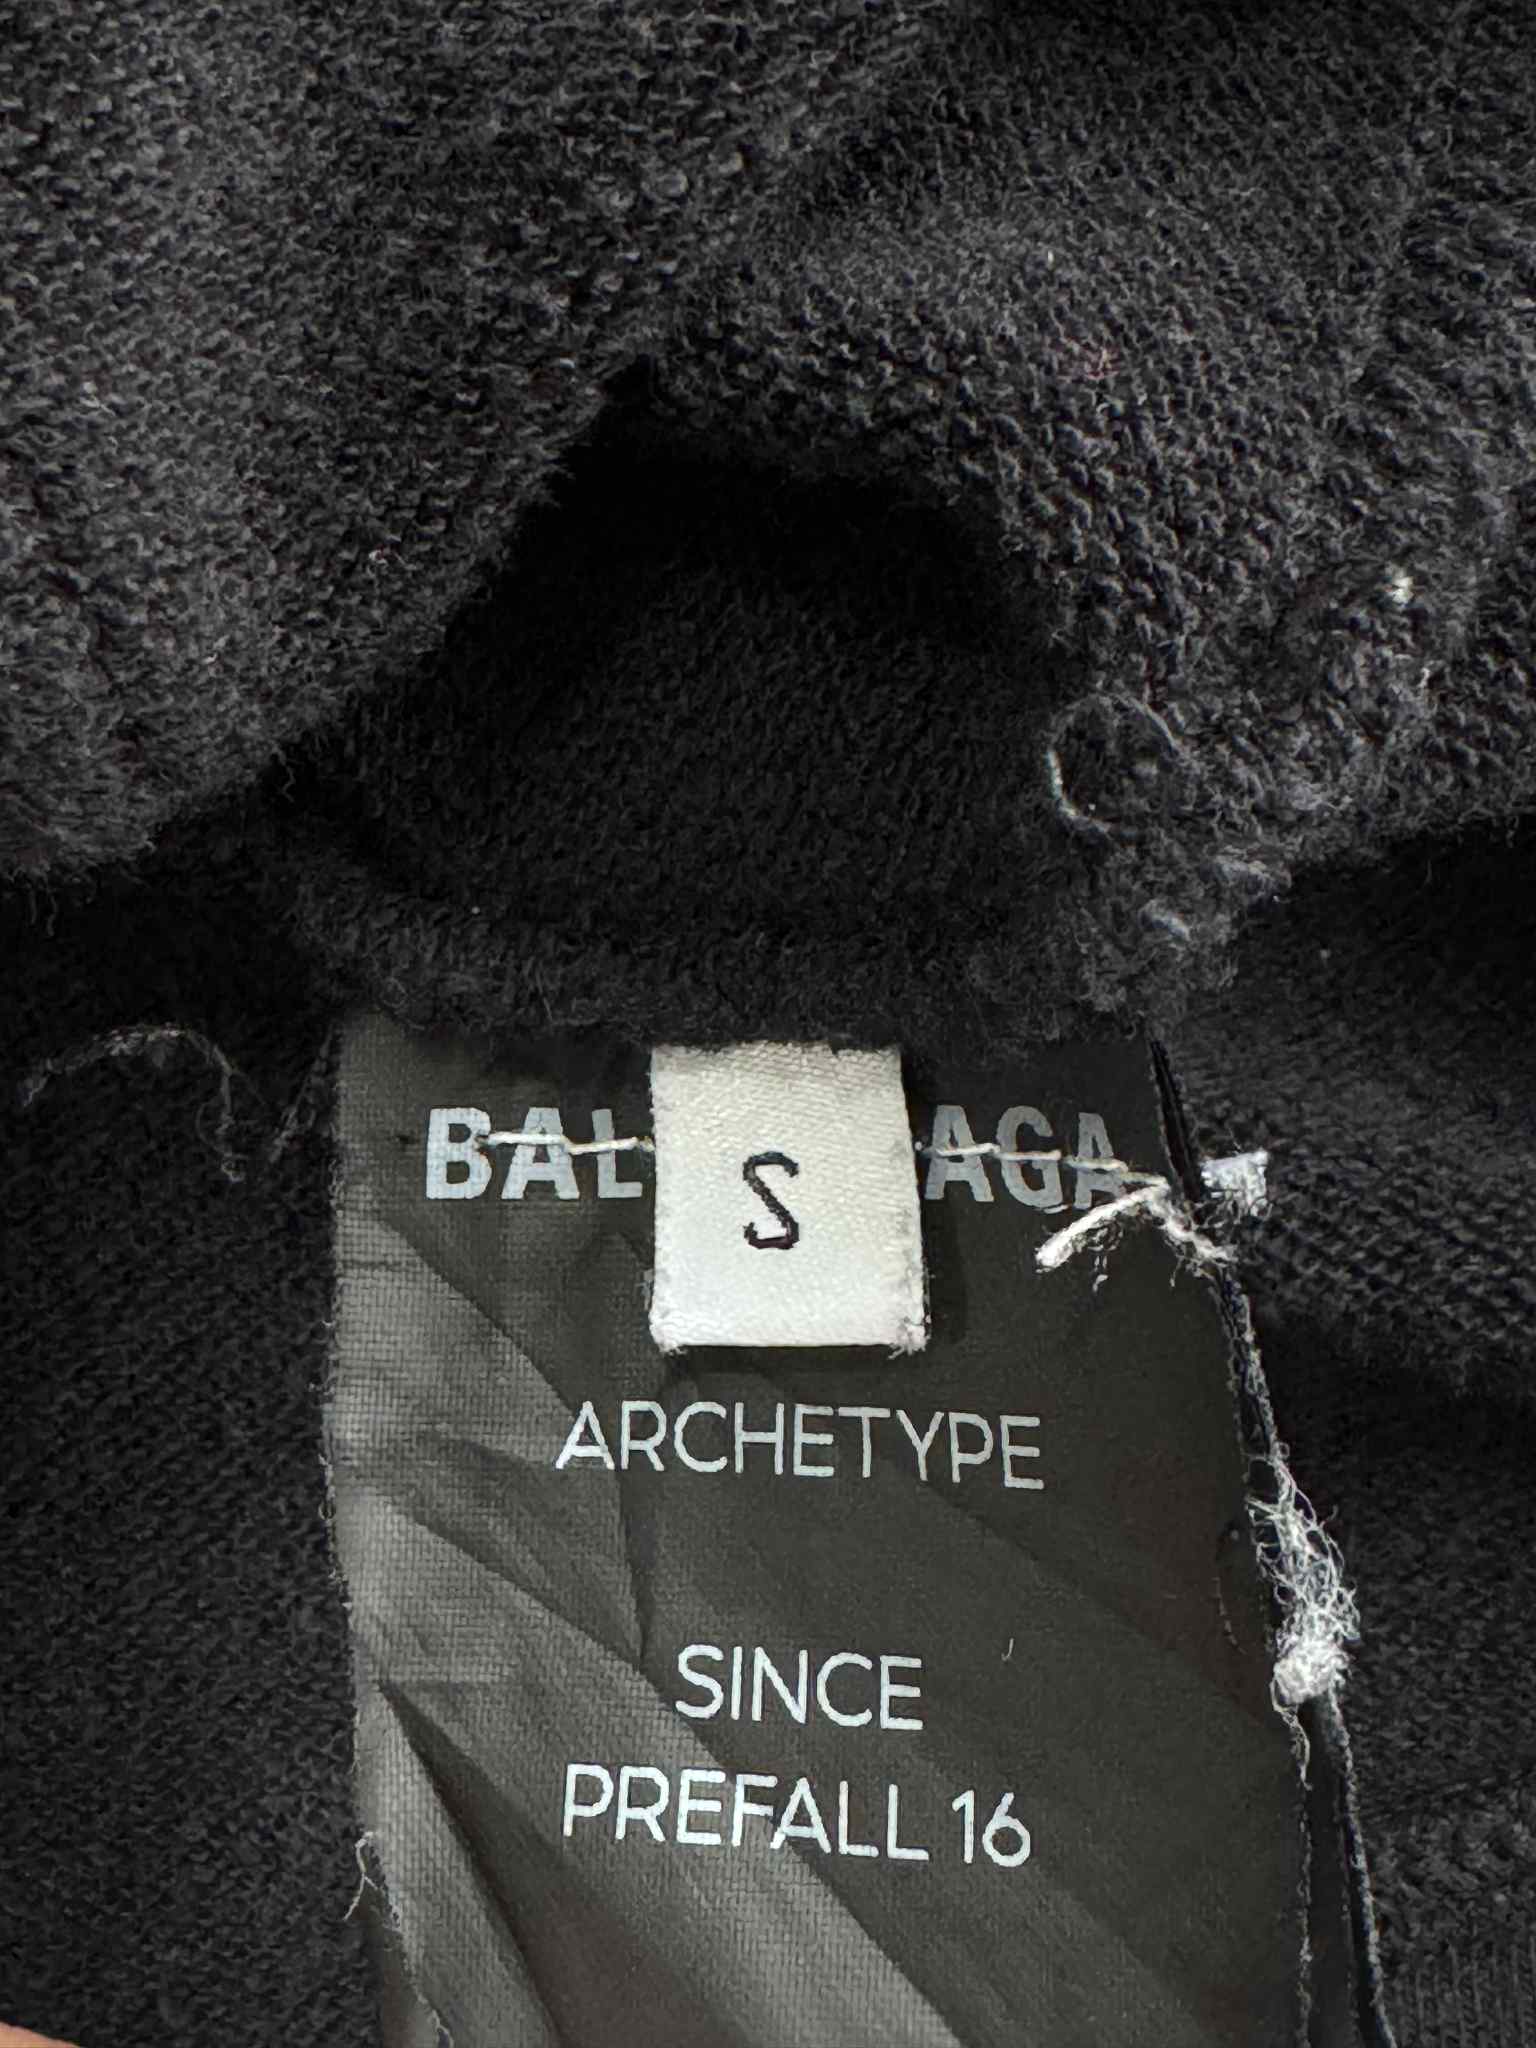 BAL AGA
S
ARCHETYPE
SINCE
PREFALL 16